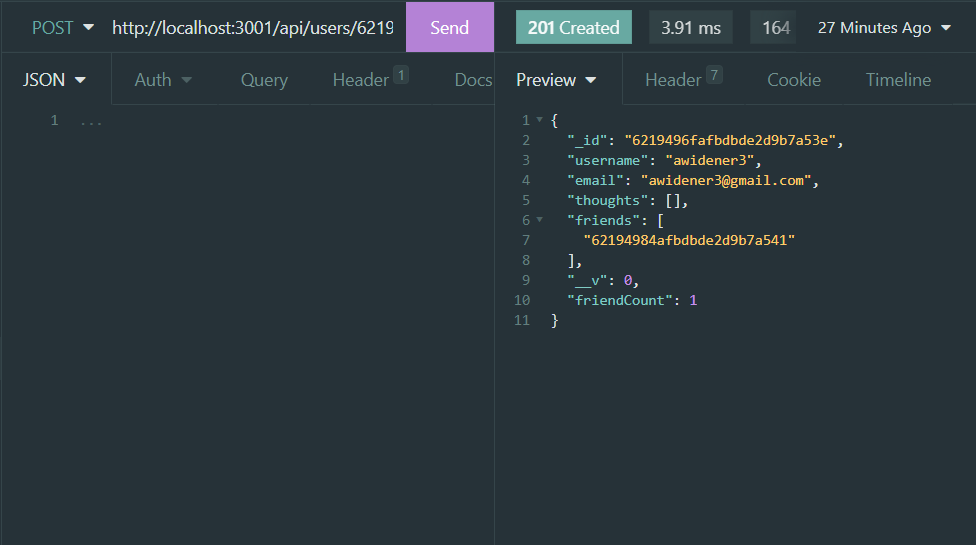 POST http://localhost:3001/api/users/6219 Send 201 Created 3.91 ms 164 27 Minutes Ago
JSON Auth Query Header 1 Docs Preview Header 7 Cookie Timeline
1 ...
1 {
2 "_id": "6219496fafbdbde2d9b7a53e",
3 "username": "awidener3",
4 "email": "awidener3@gmail.com",
5 "thoughts": [],
6 "friends": [
7 "62194984afbdbde2d9b7a541"
8 ],
9 "__v": 0,
10 "friendCount": 1
11 }